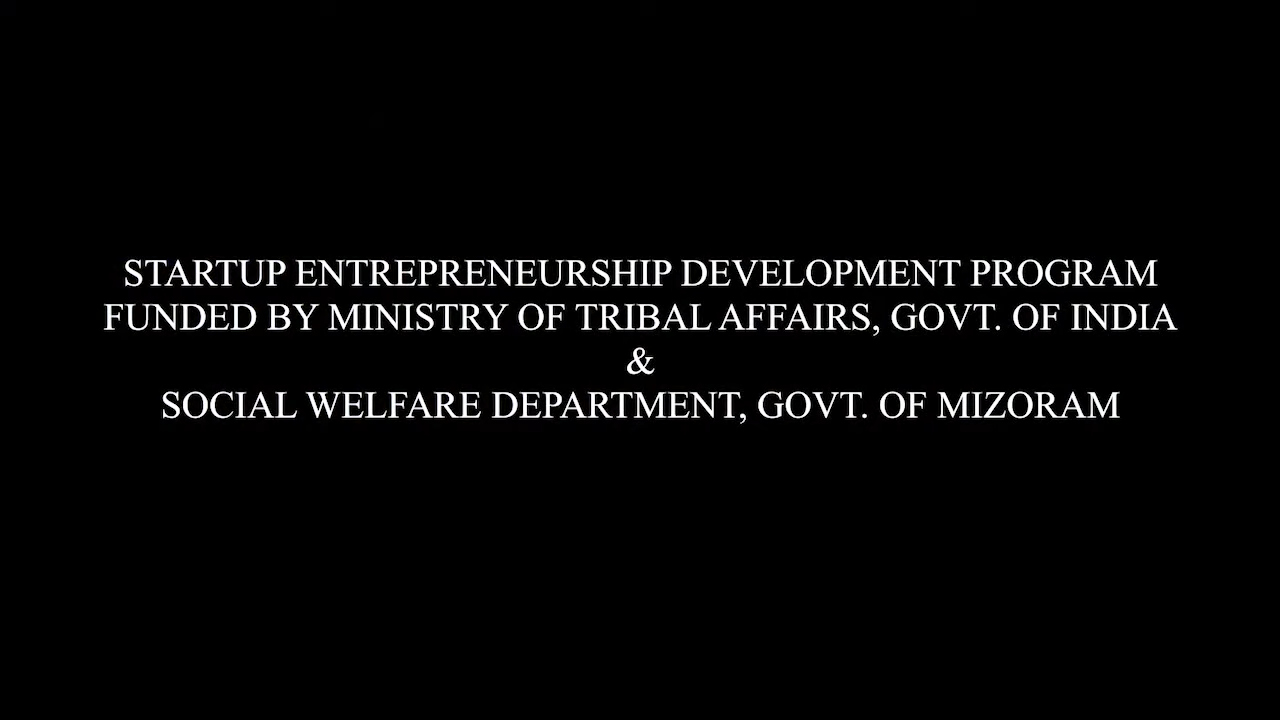 STARTUP ENTREPRENEURSHIP DEVELOPMENT PROGRAM
FUNDED BY MINISTRY OF TRIBAL AFFAIRS, GOVT. OF INDIA
&
SOCIAL WELFARE DEPARTMENT, GOVT. OF MIZORAM